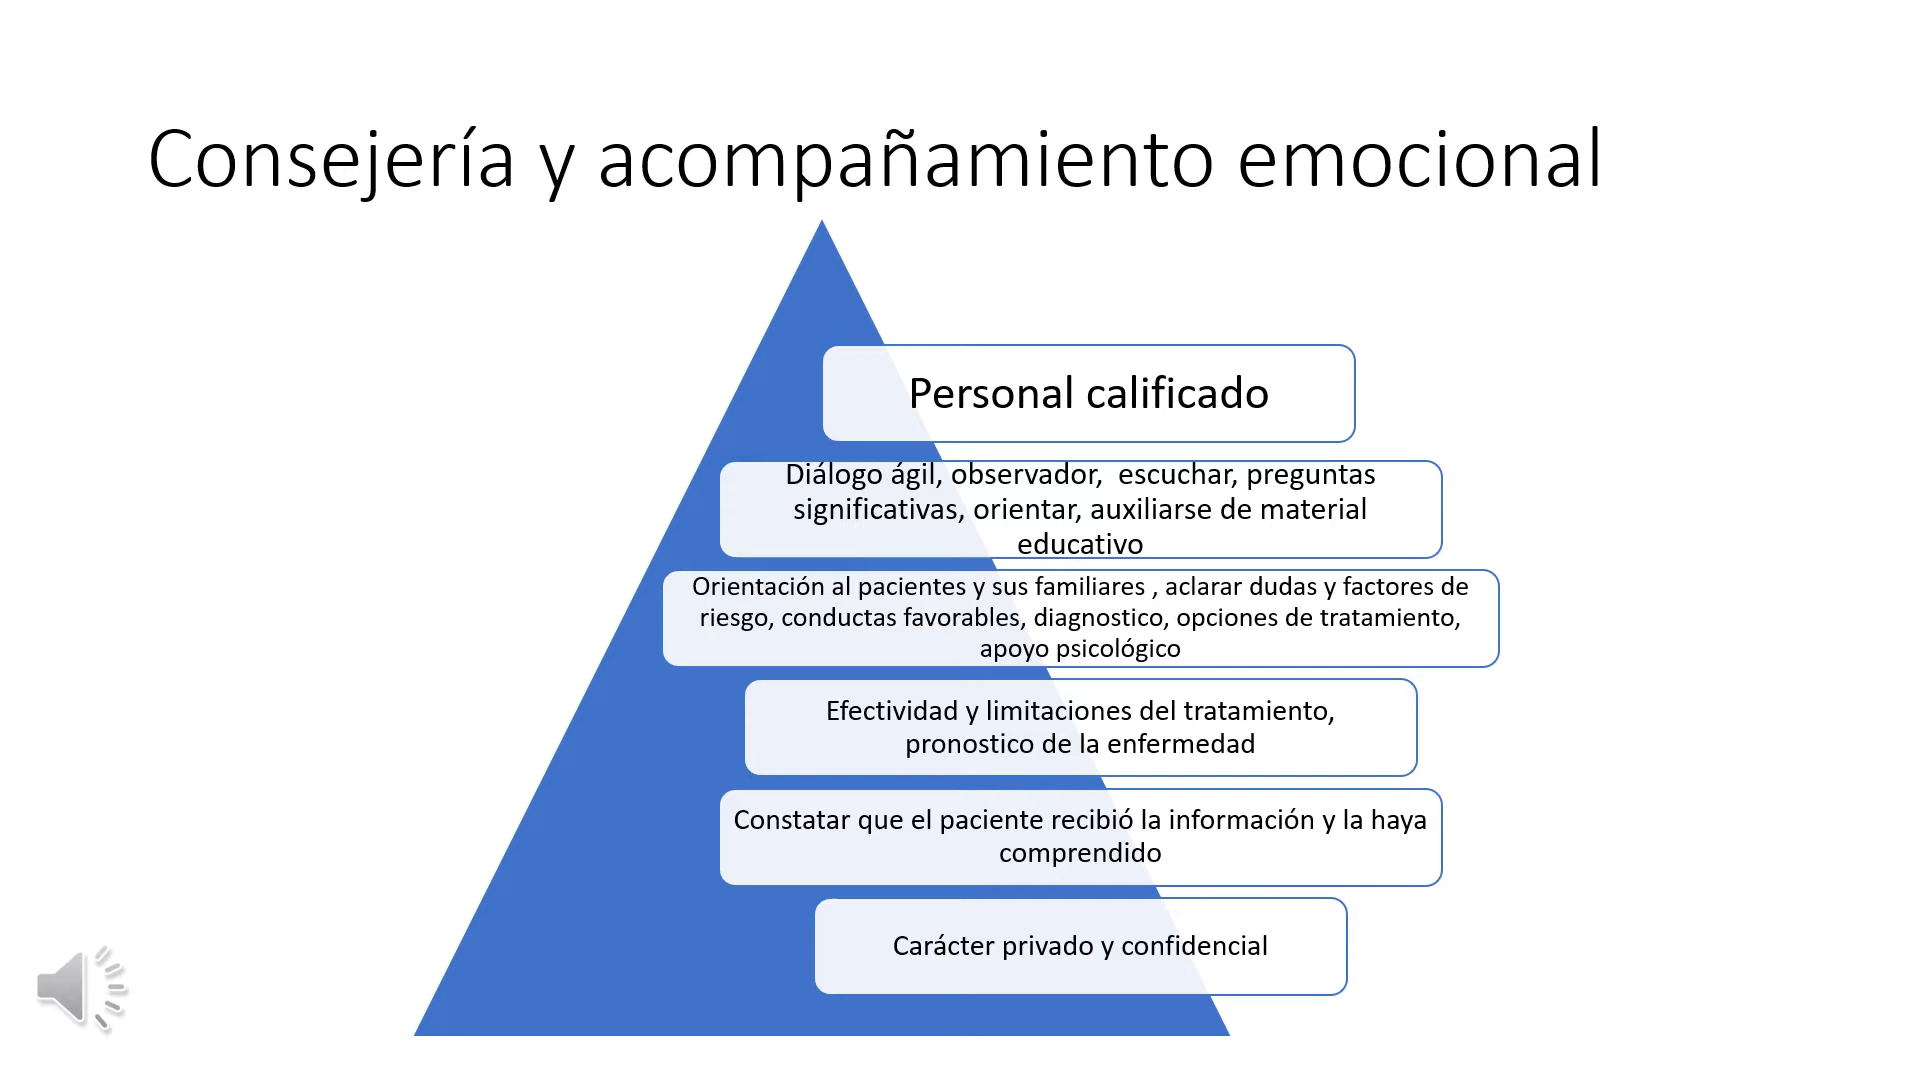 Consejería y acompañamiento emocional
Personal calificado
Diálogo ágil, observador,  escuchar, preguntas
significativas, orientar, auxiliarse de material
educativo
Orientación al pacientes y sus familiares , aclarar dudas y factores de
riesgo, conductas favorables, diagnostico, opciones de tratamiento,
apoyo psicológico
Efectividad y limitaciones del tratamiento,
pronostico de la enfermedad
Constatar que el paciente recibió la información y la haya
comprendido
Carácter privado y confidencial